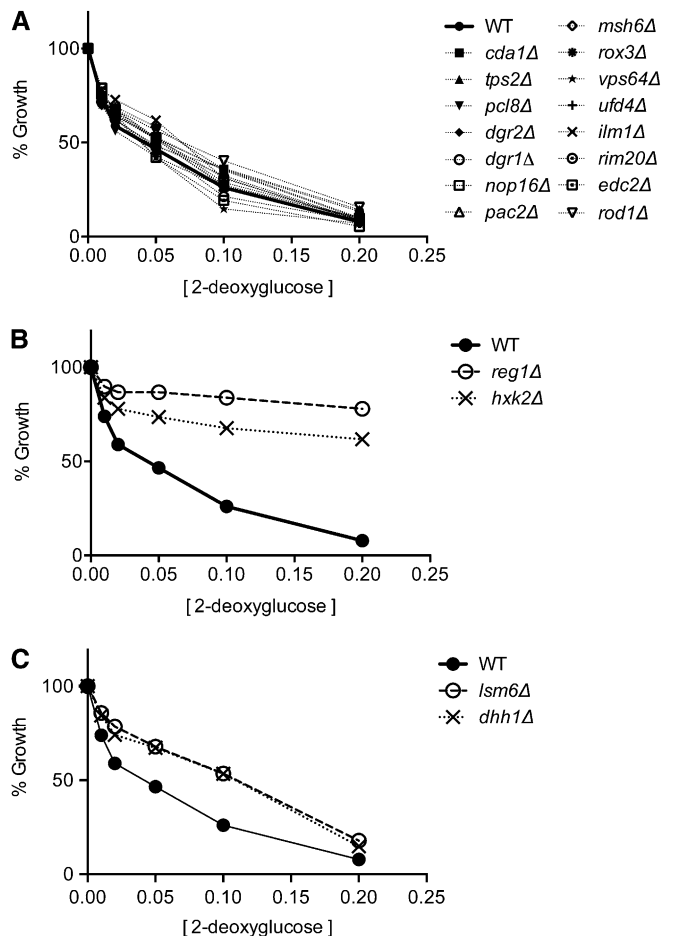 A
100
50
0
% Growth
0.00 0.05 0.10 0.15 0.20 0.25
[ 2-deoxyglucose ]
WT
cda1Δ
tps2Δ
pcl8Δ
dgr2Δ
dgr1Δ
nop16Δ
pac2Δ
msh6Δ
rox3Δ
vps64Δ
ufd4Δ
ilm1Δ
rim20Δ
edc2Δ
rod1Δ
B
100
50
0
% Growth
0.00 0.05 0.10 0.15 0.20 0.25
[ 2-deoxyglucose ]
WT
reg1Δ
hxk2Δ
C
100
50
0
% Growth
0.00 0.05 0.10 0.15 0.20 0.25
[ 2-deoxyglucose ]
WT
lsm6Δ
dhh1Δ